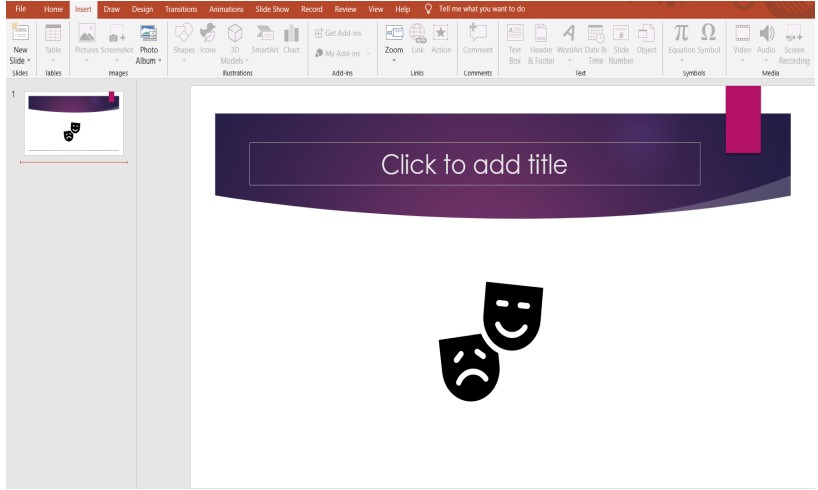 File Home Insert Draw Design Transitions Animations Slide Show Record Review View Help Tell me what you want to do
New Slide
Table
Pictures Screenshot Photo Album
Shapes Icons 3D Models SmartArt Chart
Get Add-ins
My Add-ins
Zoom Link Action
Comment
Text Box Header & Footer WordArt Date & Time Slide Number Object
Equation Symbol
Video Audio Screen Recording
Slides Tables Images Illustrations Add-ins Links Comments Text Symbols Media
1
Click to add title